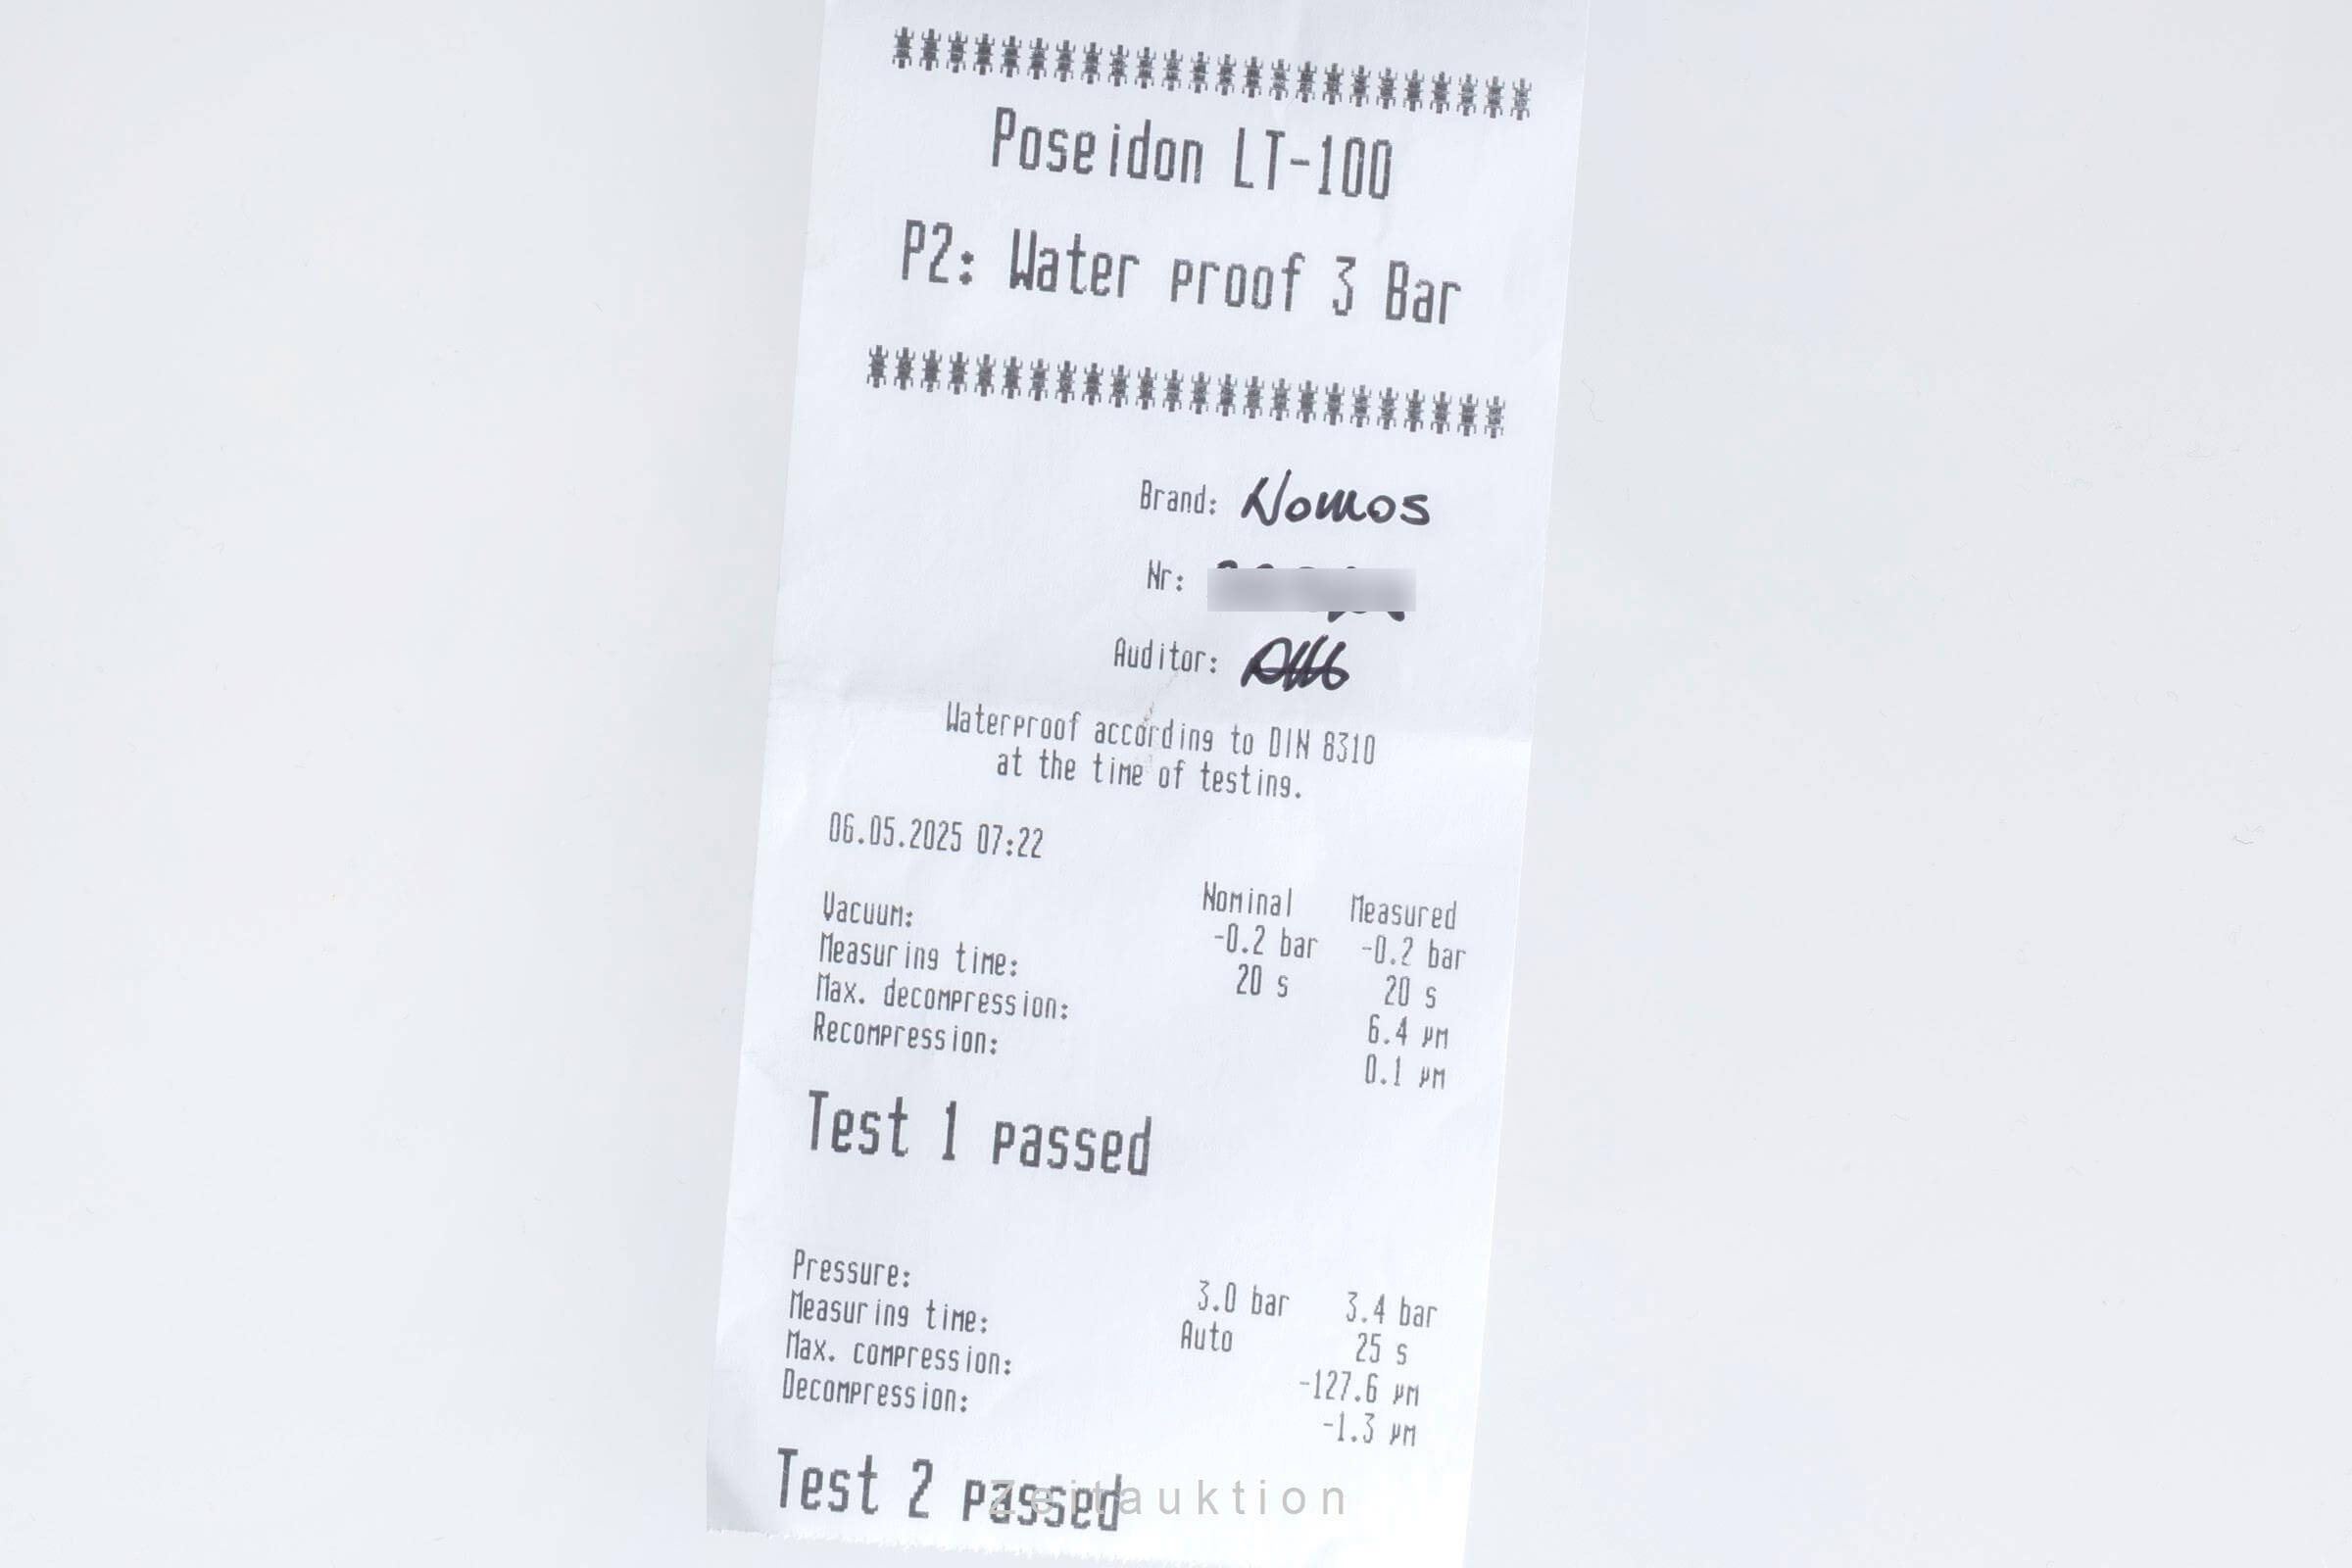 ************************
Poseidon LT-100
P2: Water proof 3 Bar
************************
Brand: Nomos
Nr:
Auditor:
Waterproof according to DIN 8310
at the time of testing.
06.05.2025 07:22
Nominal Measured
Vacuum: -0.2 bar -0.2 bar
Measuring time: 20 s 20 s
Max. decompression: 6.4 µm
Recompression: 0.1 µm
Test 1 passed
Pressure: 3.0 bar 3.4 bar
Measuring time: Auto 25 s
Max. compression: -127.6 µm
Decompression: -1.3 µm
Test 2 passed
Zeitauktion